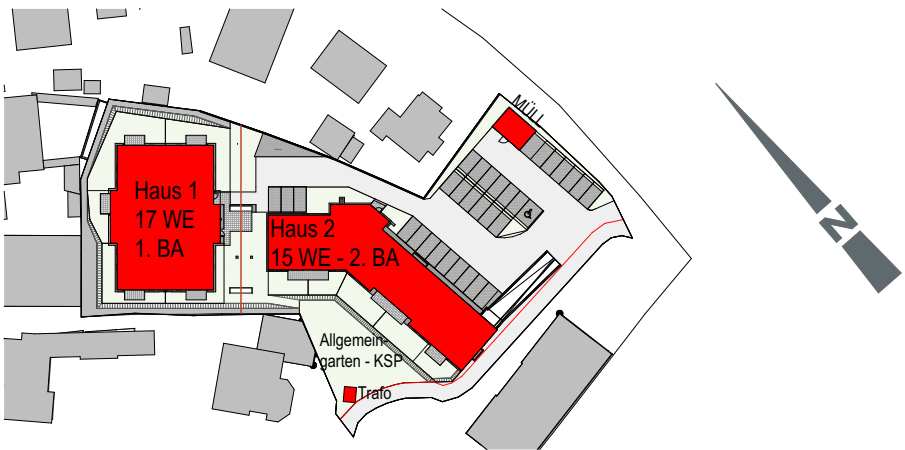 MÜLL
Haus 1
17 WE
1. BA
Haus 2
15 WE - 2. BA
N
Allgemein-
garten - KSP
Trafo